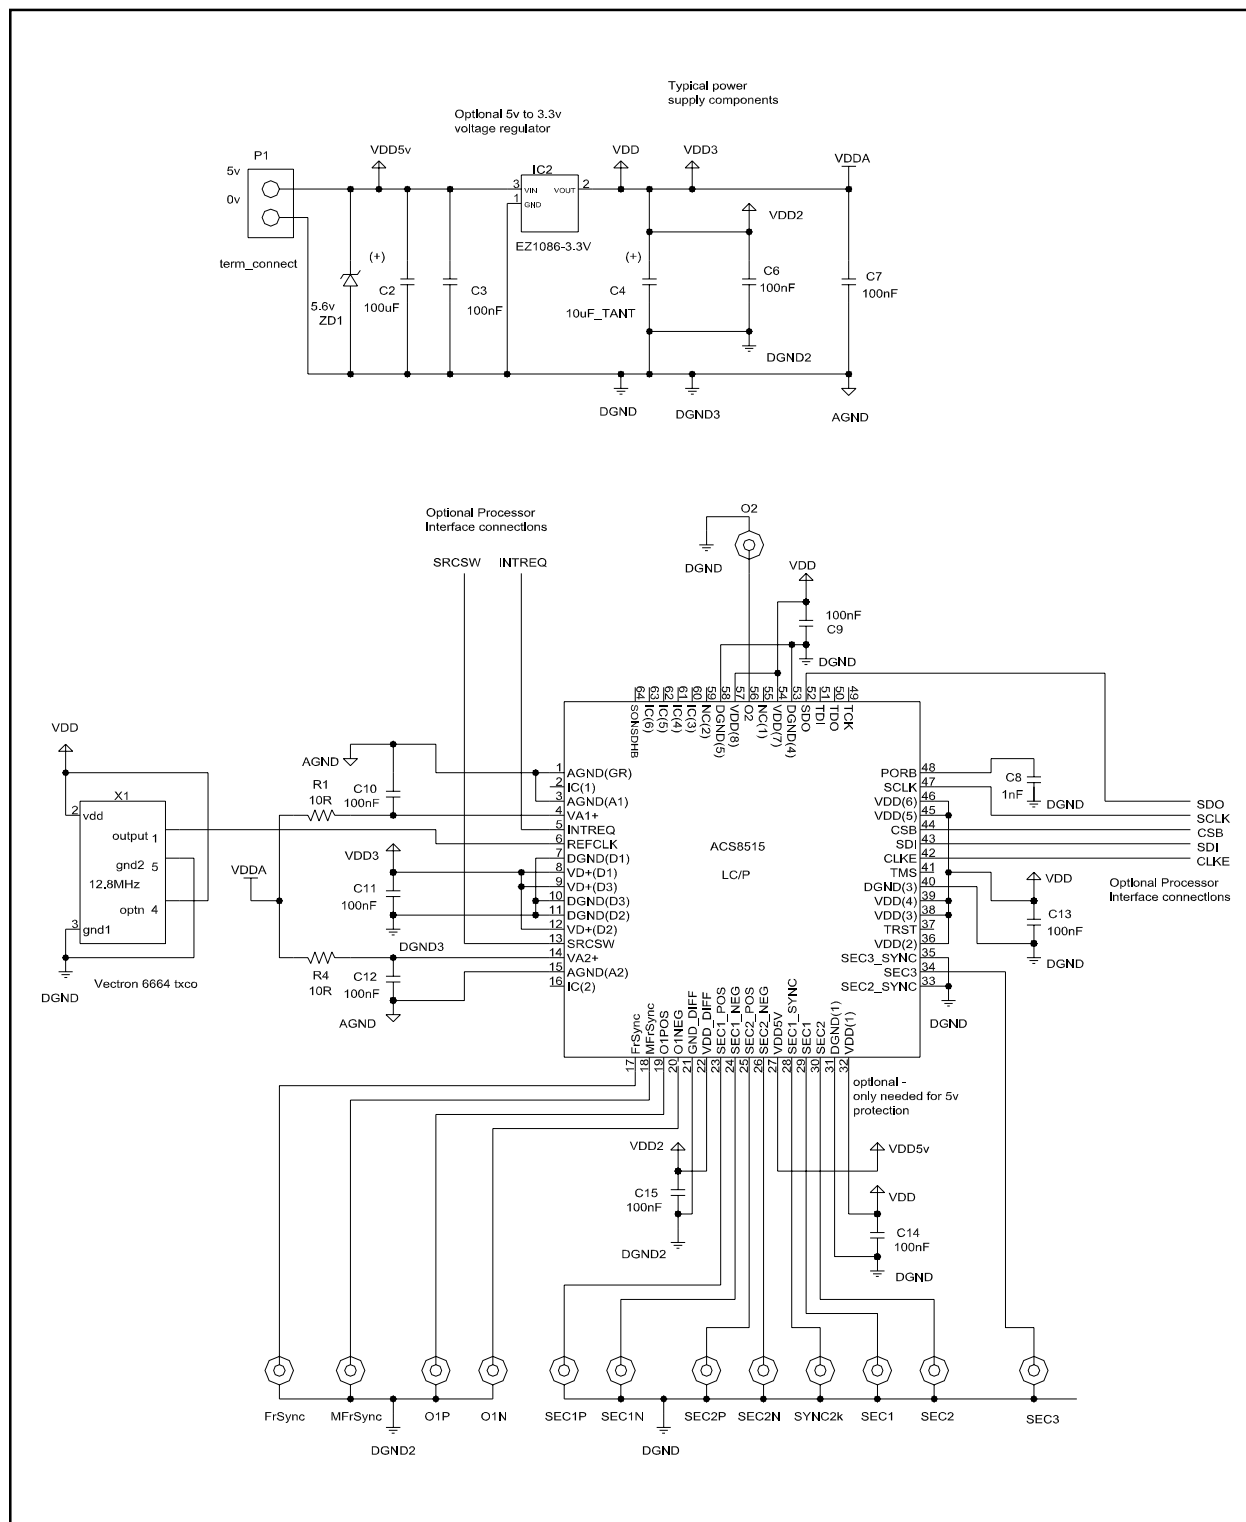 Typical power
supply components
Optional 5v to 3.3v
voltage regulator
P1
5v
0v
term_connect
VDD5v
IC2
3
1
2
VIN
GND
VOUT
EZ1086-3.3V
VDD
VDD3
VDDA
VDD2
(+)
(+)
5.6v
ZD1
C2
100uF
C3
100nF
C4
10uF_TANT
C6
100nF
C7
100nF
DGND2
DGND
DGND3
AGND
Optional Processor
Interface connections
SRCSW
INTREQ
O2
DGND
VDD
100nF
C9
DGND
64
63
62
61
60
59
58
57
56
55
54
53
52
51
50
49
SONSDHB
IC(6)
IC(5)
IC(4)
IC(3)
NC(2)
DGND(5)
VDD(8)
O2
NC(1)
VDD(7)
DGND(4)
SDO
TDI
TDO
TCK
VDD
X1
2
vdd
output
1
gnd2
5
12.8MHz
optn
4
3
gnd1
DGND
Vectron 6664 txco
AGND
R1
10R
C10
100nF
VDDA
VDD3
C11
100nF
DGND3
R4
10R
C12
100nF
AGND
1 AGND(GR)
2 IC(1)
3 AGND(A1)
4 VA1+
5 INTREQ
6 REFCLK
7 DGND(D1)
8 VD+(D1)
9 VD+(D3)
10 DGND(D3)
11 DGND(D2)
12 VD+(D2)
13 SRCSW
14 VA2+
15 AGND(A2)
16 IC(2)
ACS8515
LC/P
PORB 48
SCLK 47
VDD(6) 46
VDD(5) 45
CSB 44
SDI 43
CLKE 42
TMS 41
DGND(3) 40
VDD(4) 39
VDD(3) 38
TRST 37
VDD(2) 36
SEC3_SYNC 35
SEC3 34
SEC2_SYNC 33
C8
1nF
DGND
SDO
SCLK
CSB
SDI
CLKE
Optional Processor
Interface connections
VDD
C13
100nF
DGND
DGND
FrSync
MFrSync
O1POS
O1NEG
GND_DIFF
VDD_DIFF
SEC1_POS
SEC1_NEG
SEC2_POS
SEC2_NEG
VDD5V
SEC1_SYNC
SEC1
SEC2
DGND(1)
VDD(1)
17
18
19
20
21
22
23
24
25
26
27
28
29
30
31
32
optional -
only needed for 5v
protection
VDD2
C15
100nF
DGND2
VDD5v
VDD
C14
100nF
DGND
FrSync
MFrSync
O1P
O1N
SEC1P
SEC1N
SEC2P
SEC2N
SYNC2k
SEC1
SEC2
SEC3
DGND2
DGND